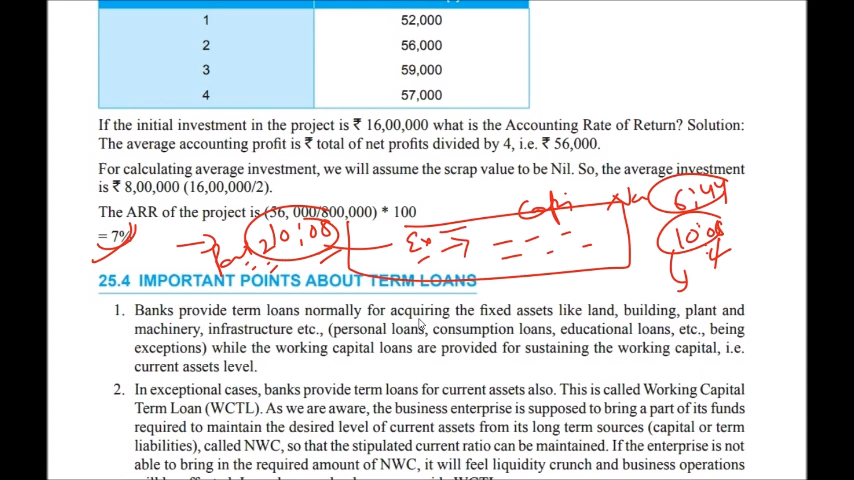 1 52,000
2 56,000
3 59,000
4 57,000
If the initial investment in the project is ₹ 16,00,000 what is the Accounting Rate of Return? Solution:
The average accounting profit is ₹ total of net profits divided by 4, i.e. ₹ 56,000.
For calculating average investment, we will assume the scrap value to be Nil. So, the average investment
is ₹ 8,00,000 (16,00,000/2).
6:44
The ARR of the project is (56, 000/800,000) * 100
= 7%
10:08
25.4 IMPORTANT POINTS ABOUT TERM LOANS
1. Banks provide term loans normally for acquiring the fixed assets like land, building, plant and
machinery, infrastructure etc., (personal loans, consumption loans, educational loans, etc., being
exceptions) while the working capital loans are provided for sustaining the working capital, i.e.
current assets level.
2. In exceptional cases, banks provide term loans for current assets also. This is called Working Capital
Term Loan (WCTL). As we are aware, the business enterprise is supposed to bring a part of its funds
required to maintain the desired level of current assets from its long term sources (capital or term
liabilities), called NWC, so that the stipulated current ratio can be maintained. If the enterprise is not
able to bring in the required amount of NWC, it will feel liquidity crunch and business operations